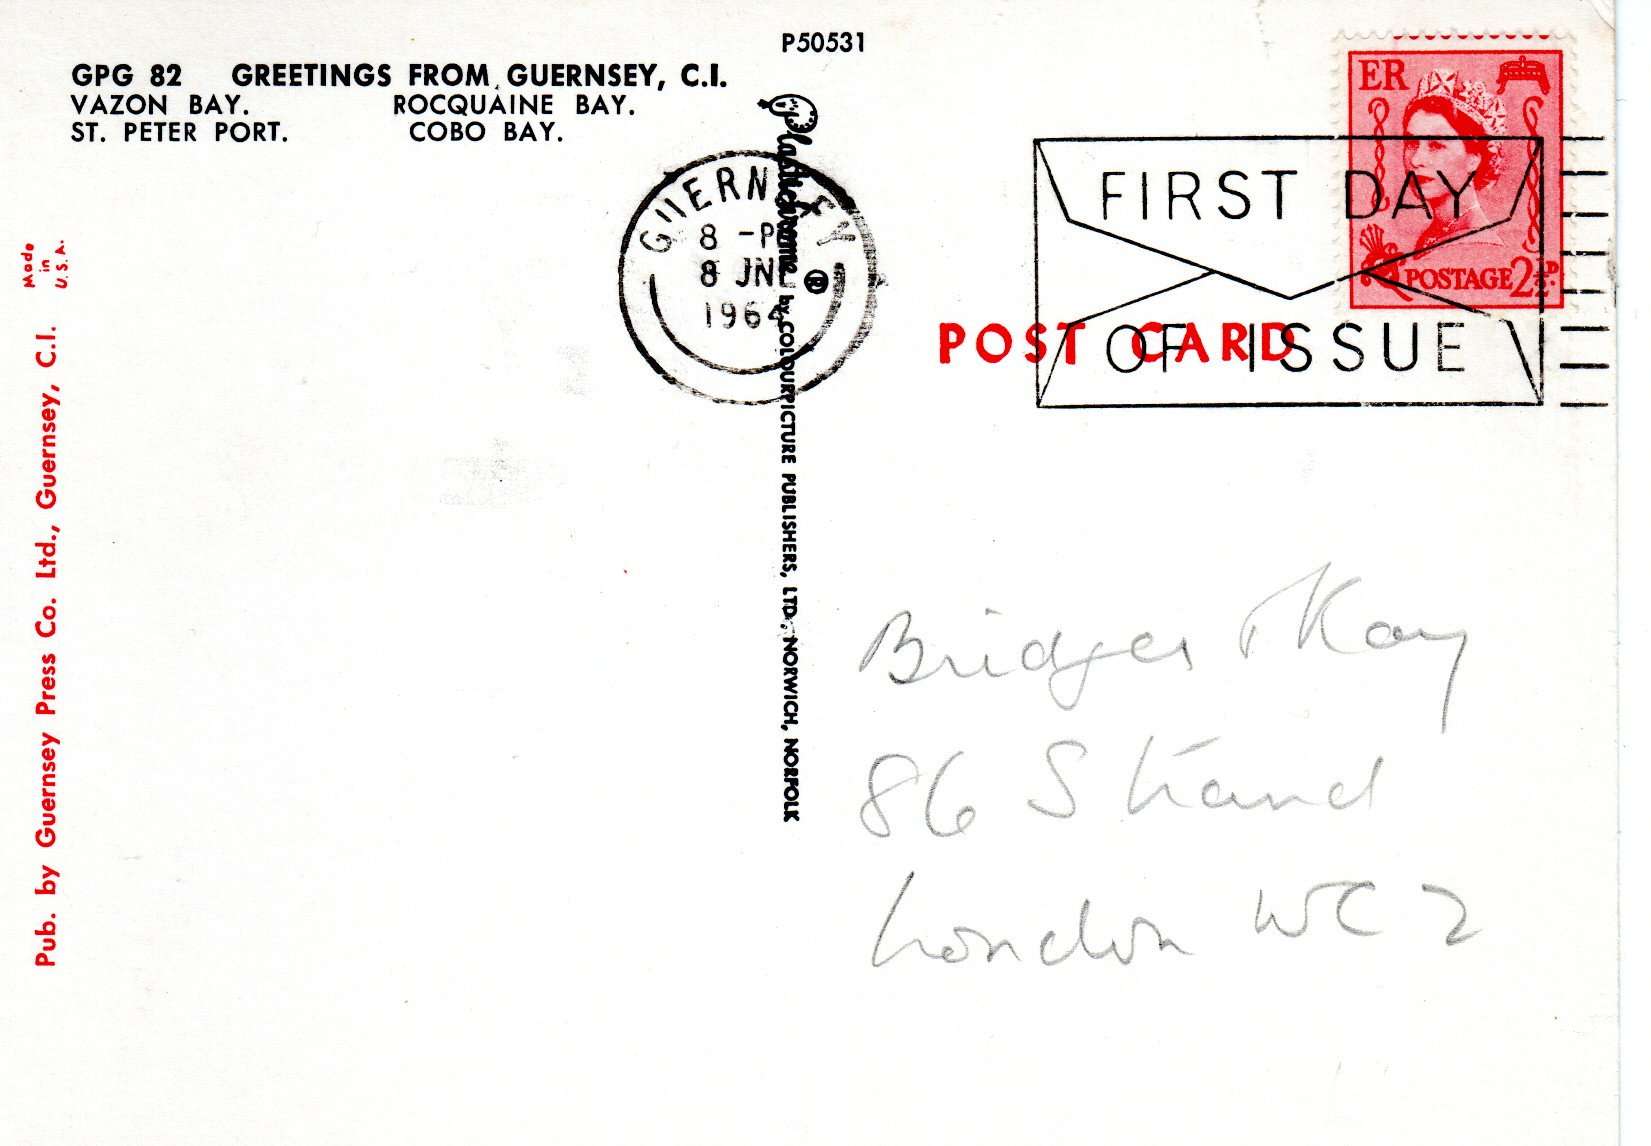 P50531
GPG 82 GREETINGS FROM GUERNSEY, C.I.
VAZON BAY. ROCQUAINE BAY.
ST. PETER PORT. COBO BAY.
Made
in
U.S.A.
Pub. by Guernsey Press Co. Ltd., Guernsey, C.I.
GUERNSEY
8 -PM
8 JNE
1964
Plastichrome ® by COLOURPICTURE PUBLISHERS, LTD., NORWICH, NORFOLK
ER
POSTAGE 2½D.
FIRST DAY
OF ISSUE
POST CARD
Bridges & Kay
86 Strand
London WC2